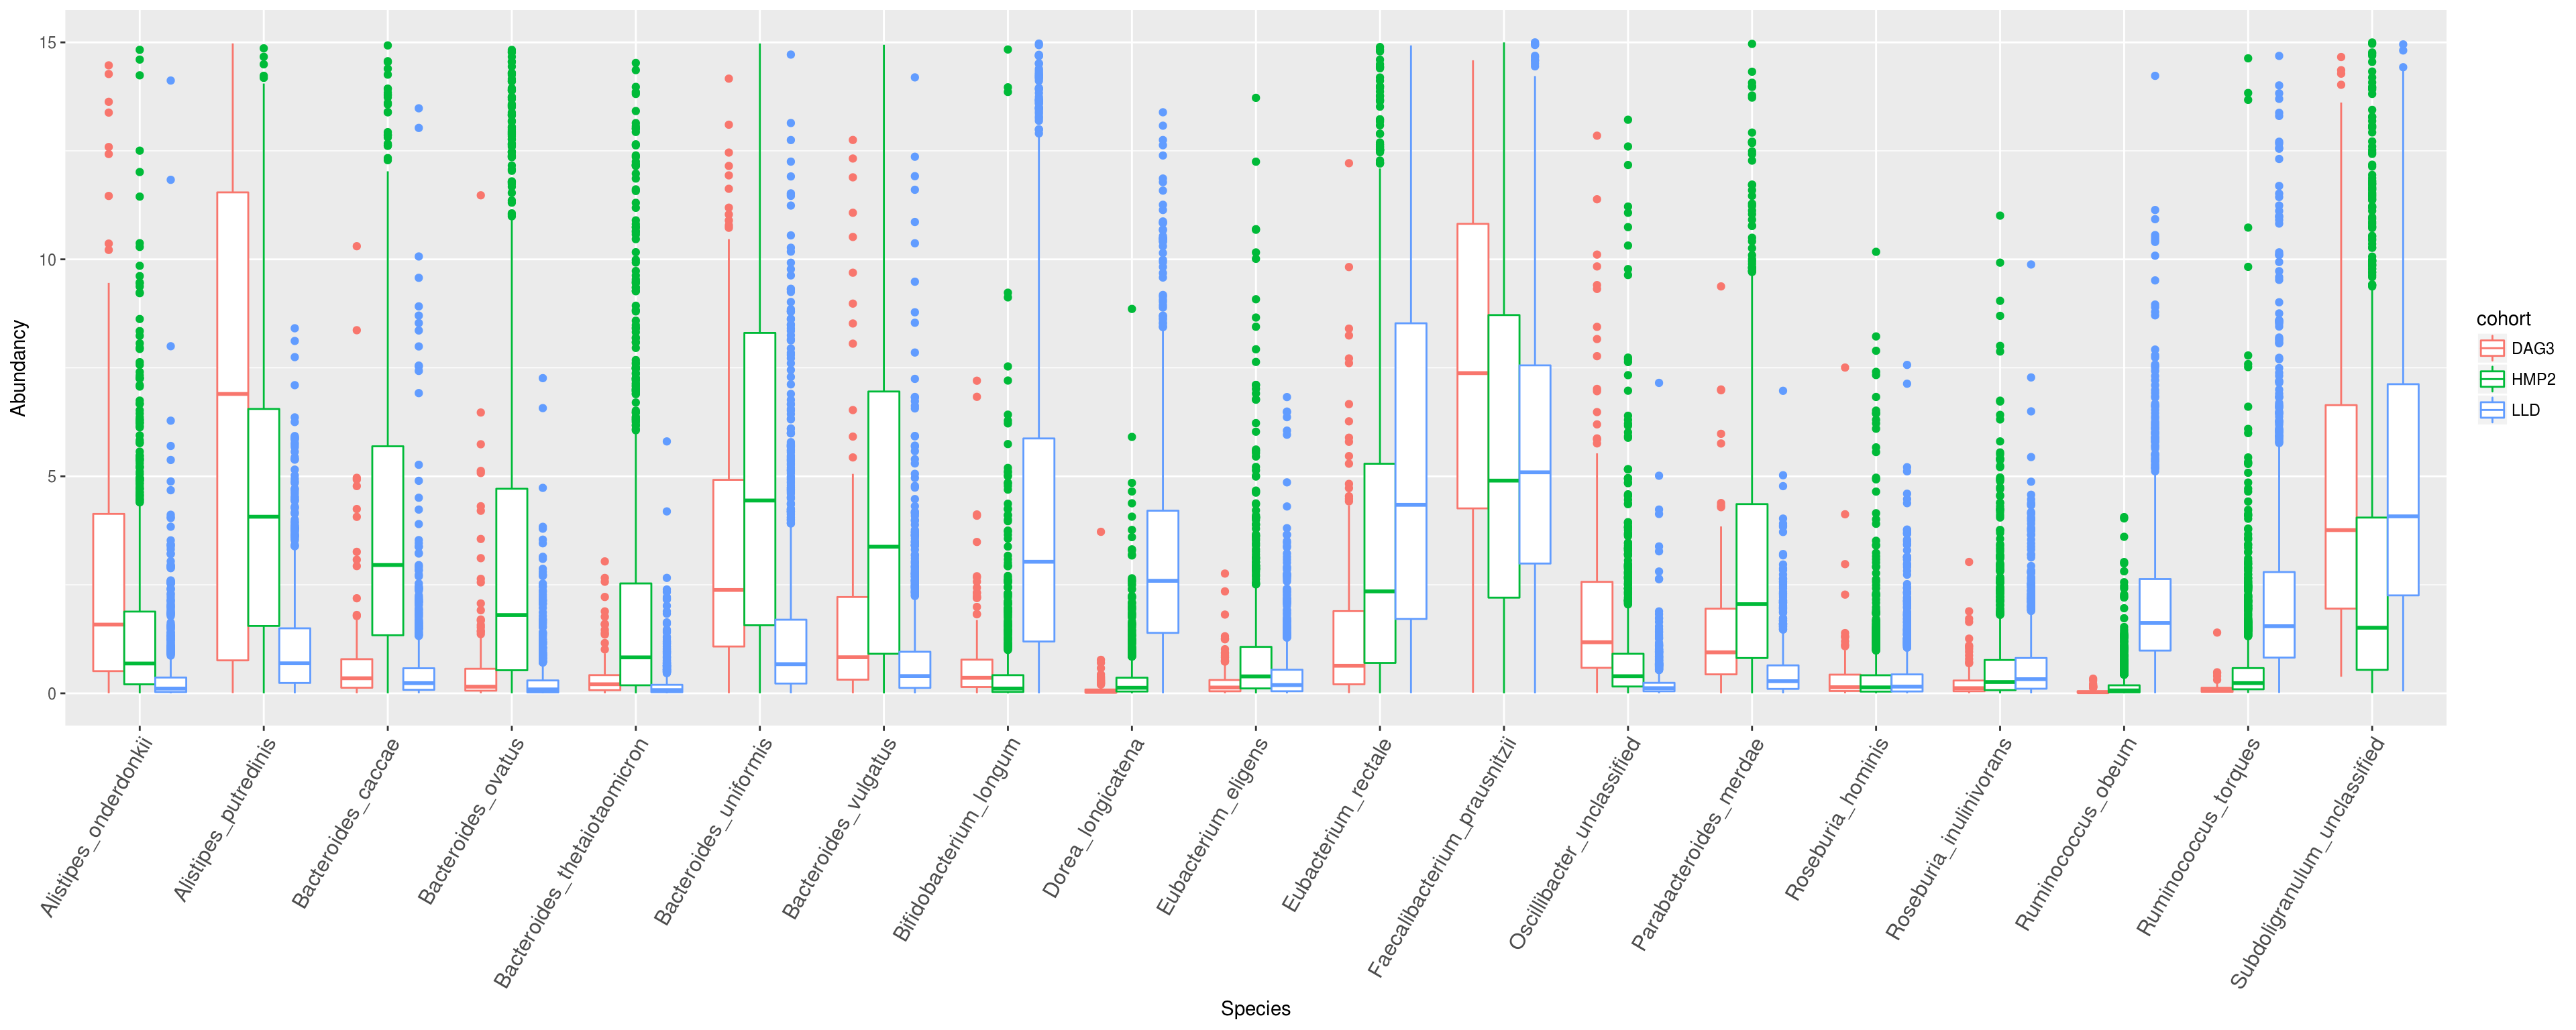 15
10
5
0
Abundancy
Alistipes_onderdonkii
Alistipes_putredinis
Bacteroides_caccae
Bacteroides_ovatus
Bacteroides_thetaiotaomicron
Bacteroides_uniformis
Bacteroides_vulgatus
Bifidobacterium_longum
Dorea_longicatena
Eubacterium_eligens
Eubacterium_rectale
Faecalibacterium_prausnitzii
Oscillibacter_unclassified
Parabacteroides_merdae
Roseburia_hominis
Roseburia_inulinivorans
Ruminococcus_obeum
Ruminococcus_torques
Subdoligranulum_unclassified
Species
cohort
DAG3
HMP2
LLD